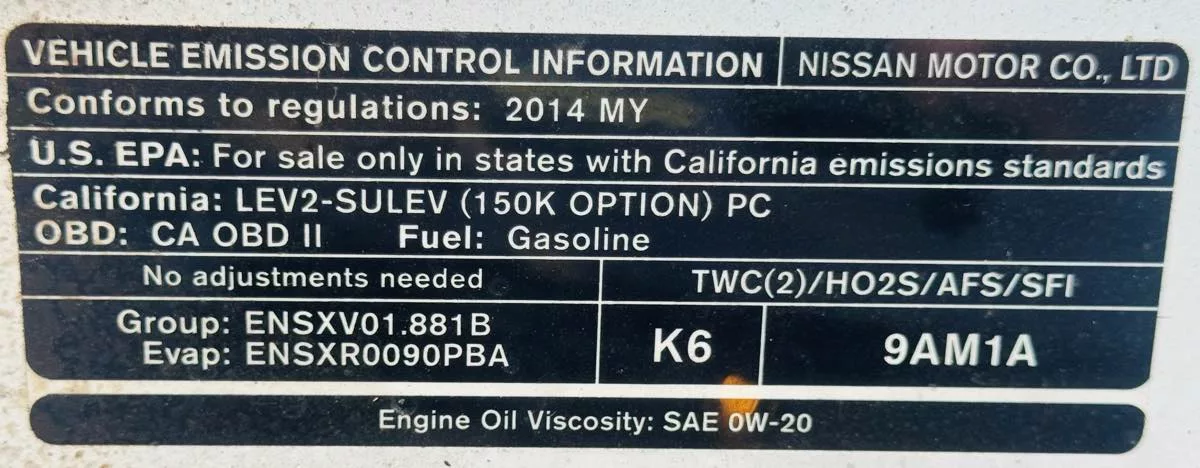 VEHICLE EMISSION CONTROL INFORMATION NISSAN MOTOR CO., LTD
Conforms to regulations: 2014 MY
U.S. EPA: For sale only in states with California emissions standards
California: LEV2-SULEV (150K OPTION) PC
OBD: CA OBD II Fuel: Gasoline
No adjustments needed TWC(2)/HO2S/AFS/SFI
Group: ENSXV01.881B
Evap: ENSXR0090PBA
K6 9AM1A
Engine Oil Viscosity: SAE 0W-20